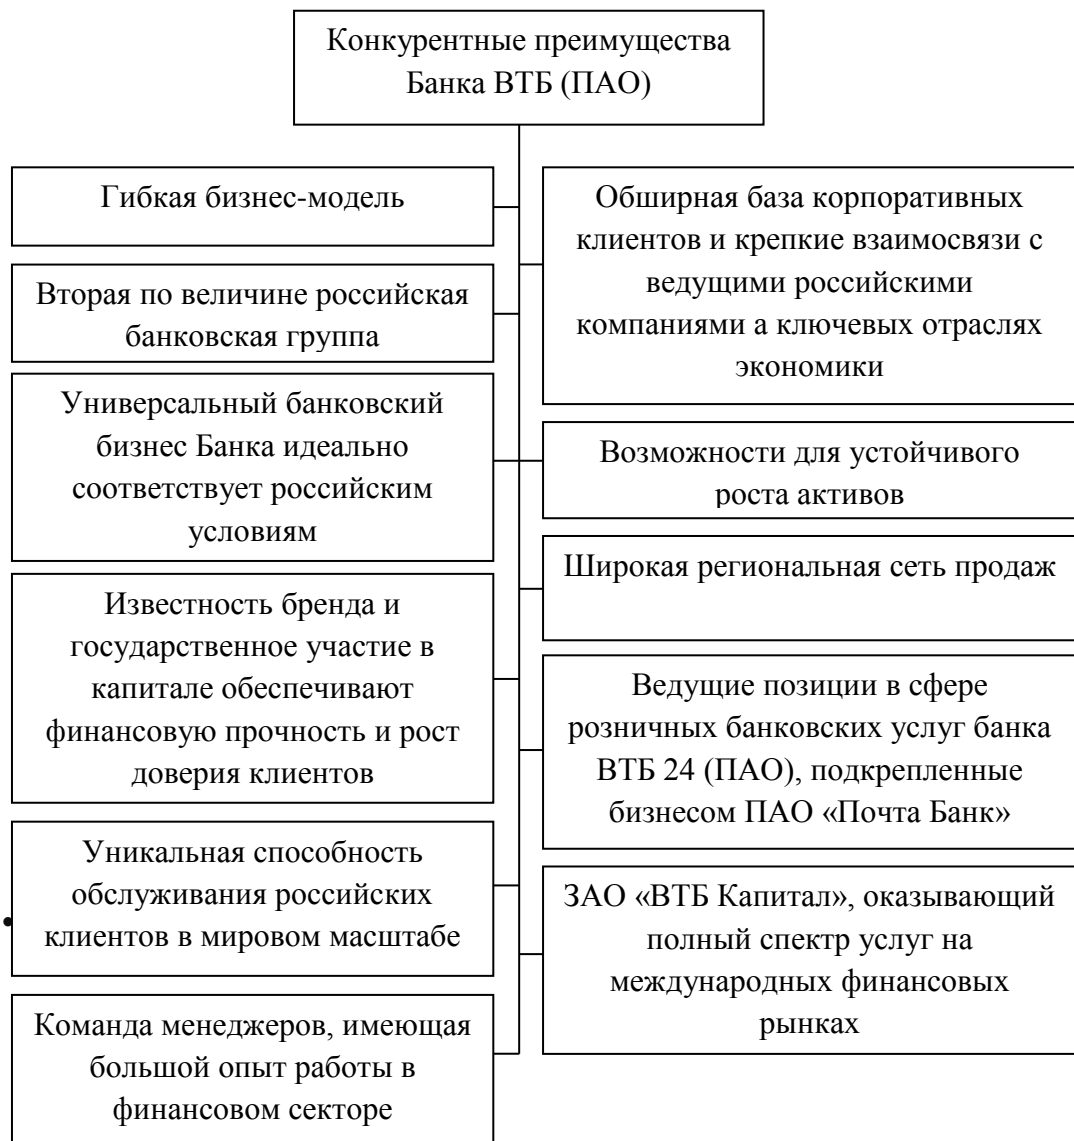 Конкурентные преимущества
Банка ВТБ (ПАО)
Гибкая бизнес-модель
Вторая по величине российская
банковская группа
Универсальный банковский
бизнес Банка идеально
соответствует российским
условиям
Известность бренда и
государственное участие в
капитале обеспечивают
финансовую прочность и рост
доверия клиентов
Уникальная способность
обслуживания российских
клиентов в мировом масштабе
Команда менеджеров, имеющая
большой опыт работы в
финансовом секторе
Обширная база корпоративных
клиентов и крепкие взаимосвязи с
ведущими российскими
компаниями а ключевых отраслях
экономики
Возможности для устойчивого
роста активов
Широкая региональная сеть продаж
Ведущие позиции в сфере
розничных банковских услуг банка
ВТБ 24 (ПАО), подкрепленные
бизнесом ПАО «Почта Банк»
ЗАО «ВТБ Капитал», оказывающий
полный спектр услуг на
международных финансовых
рынках